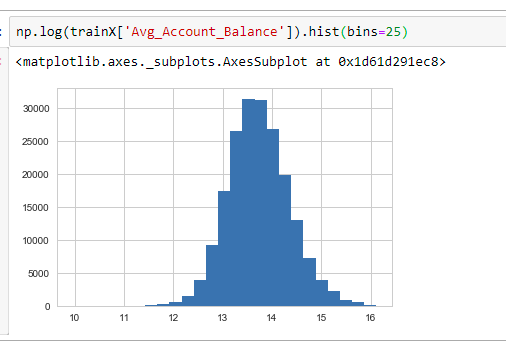 np.log(trainX['Avg_Account_Balance']).hist(bins=25)
<matplotlib.axes._subplots.AxesSubplot at 0x1d61d291ec8>
30000
25000
20000
15000
10000
5000
0
10 11 12 13 14 15 16